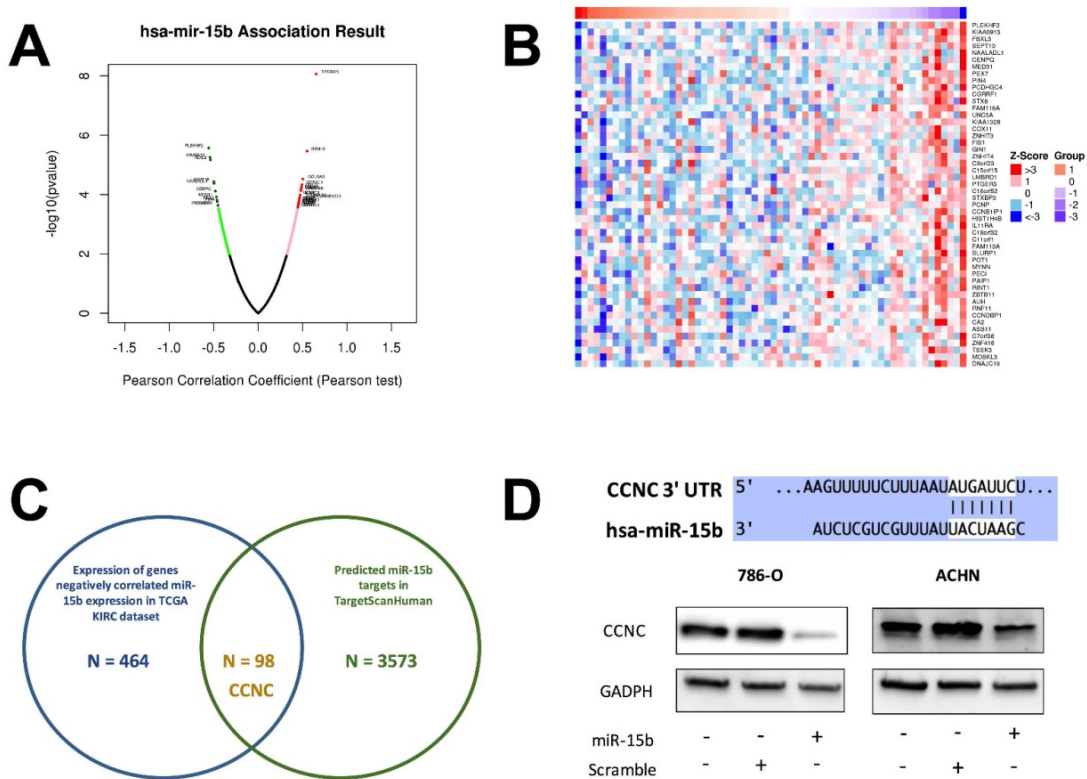 A
hsa-mir-15b Association Result
-log10(pvalue)
8
6
4
2
0
PLEKHF2
-1.5
-1.0
-0.5
0.0
0.5
1.0
1.5
Pearson Correlation Coefficient (Pearson test)
B
PLEKHF2
KIAA0913
FBXL3
SEPT10
NAALADL1
CENPQ
MED31
PEX7
PIN4
PCDHGC4
CGRRF1
STX8
FAM116A
UNC5A
KIAA1328
COX11
ZNHIT3
FIS1
GIN1
ZNHIT4
C9orf23
C15orf15
LMBRD1
PTGER3
C18orf52
STXBP3
PCNP
CCNB1IP1
HIST1H4B
IL11RA
C18orf32
C11orf1
FAM113A
SLURP1
POT1
MYNN
PECI
PAIP1
RINT1
ZBTB11
AUH
RNF11
CCNDBP1
CA2
ASB11
C7orf38
ZNF416
TSSK3
MOBKL3
DNAJC19
Z-Score Group
>3 1
1 0
0 -1
-1 -2
<-3 -3
C
Expression of genes
negatively correlated miR-
15b expression in TCGA
KIRC dataset
N = 464
N = 98
CCNC
Predicted miR-15b
targets in
TargetScanHuman
N = 3573
D
CCNC 3' UTR 5' ...AAGUUUUUCUUUAAUAUGAUUCU...
hsa-miR-15b 3' AUCUCGUCGUUUAUUACUAAGC
786-O ACHN
CCNC
GADPH
miR-15b - - + - - +
Scramble - + - - + -